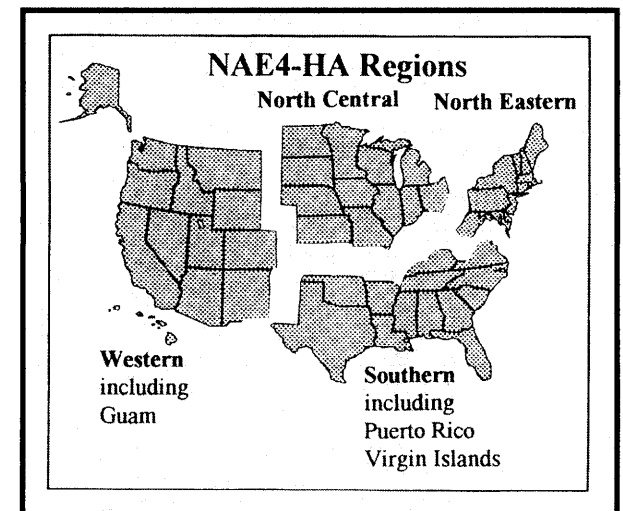 NAE4-HA Regions
North Central North Eastern
Western
including
Guam
Southern
including
Puerto Rico
Virgin Islands